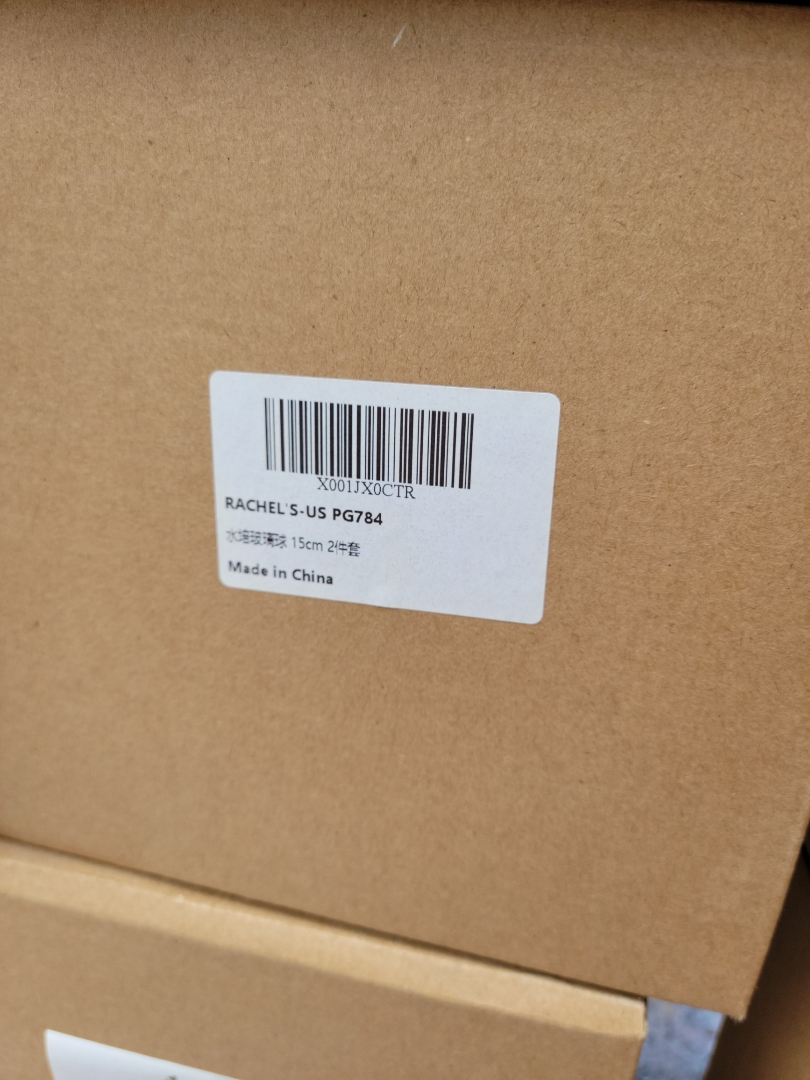 X001JX0CTR
RACHEL'S-US PG784
水培玻璃球 15cm 2件套
Made in China